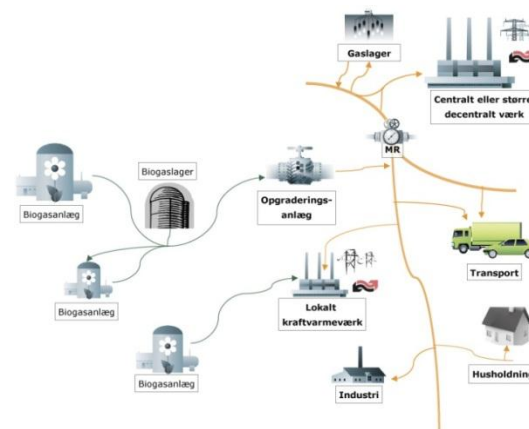 Gaslager
Centralt eller større
decentralt værk
MR
Biogaslager
Opgraderings-
anlæg
Biogasanlæg
Biogasanlæg
Transport
Lokalt
kraftvarmeværk
Biogasanlæg
Husholdning
Industri